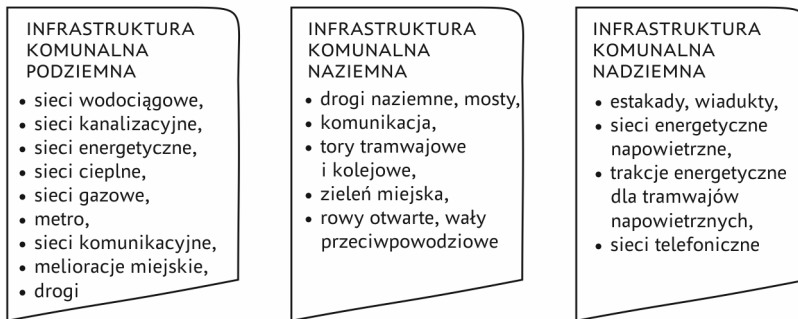 INFRASTRUKTURA
KOMUNALNA
PODZIEMNA
• sieci wodociągowe,
• sieci kanalizacyjne,
• sieci energetyczne,
• sieci cieplne,
• sieci gazowe,
• metro,
• sieci komunikacyjne,
• melioracje miejskie,
• drogi
INFRASTRUKTURA
KOMUNALNA
NAZIEMNA
• drogi naziemne, mosty,
• komunikacja,
• tory tramwajowe
i kolejowe,
• zieleń miejska,
• rowy otwarte, wały
przeciwpowodziowe
INFRASTRUKTURA
KOMUNALNA
NADZIEMNA
• estakady, wiadukty,
• sieci energetyczne
napowietrzne,
• trakcje energetyczne
dla tramwajów
napowietrznych,
• sieci telefoniczne